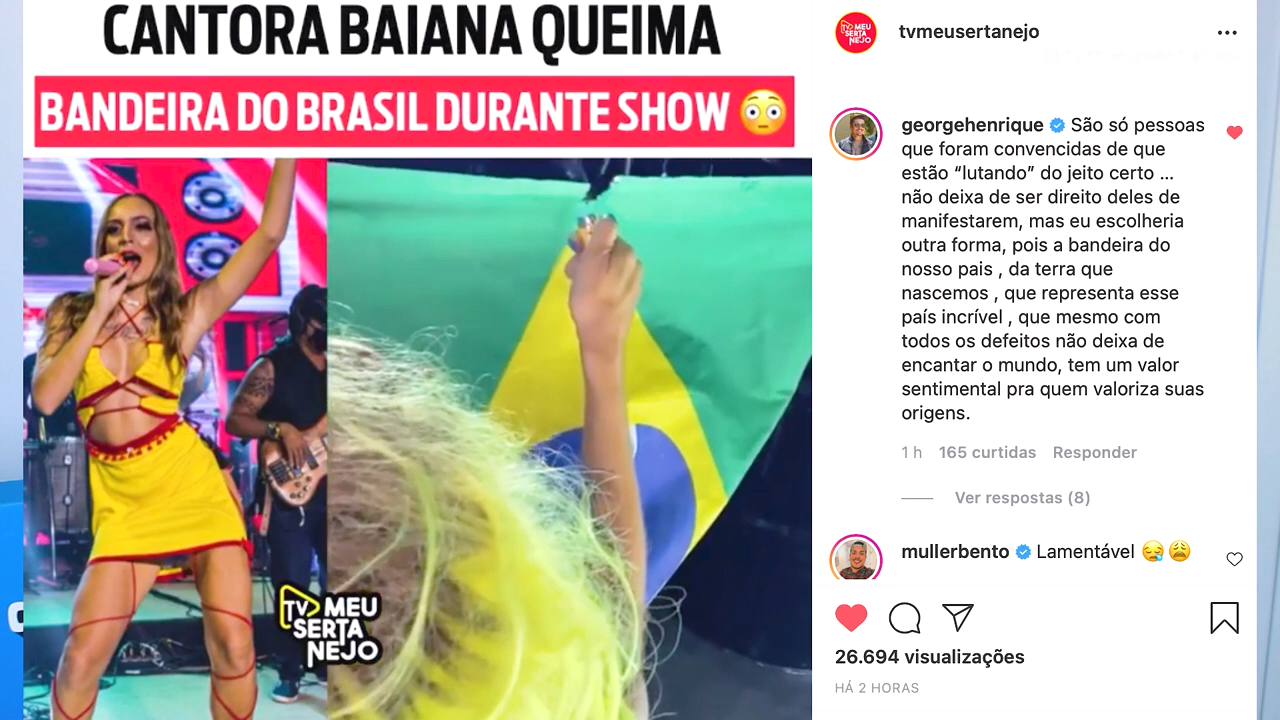 CANTORA BAIANA QUEIMA
BANDEIRA DO BRASIL DURANTE SHOW 😳
TV MEU
SERTA
NEJO
TV MEU
SERTA
NEJO
tvmeusertanejo
georgehenrique São só pessoas
que foram convencidas de que
estão “lutando” do jeito certo ...
não deixa de ser direito deles de
manifestarem, mas eu escolheria
outra forma, pois a bandeira do
nosso pais , da terra que
nascemos , que representa esse
país incrível , que mesmo com
todos os defeitos não deixa de
encantar o mundo, tem um valor
sentimental pra quem valoriza suas
origens.
1 h 165 curtidas Responder
Ver respostas (8)
mullerbento Lamentável 😪😩
26.694 visualizações
HÁ 2 HORAS